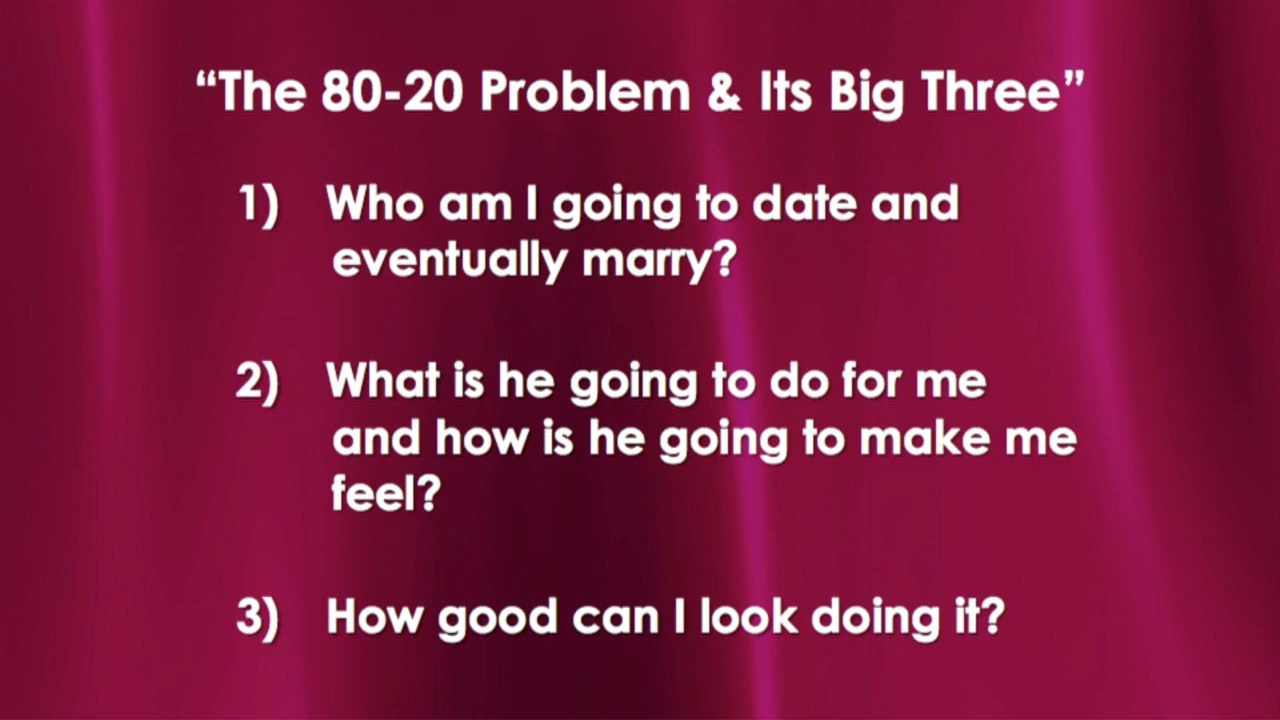 “The 80-20 Problem & Its Big Three”
1) Who am I going to date and
eventually marry?
2) What is he going to do for me
and how is he going to make me
feel?
3) How good can I look doing it?